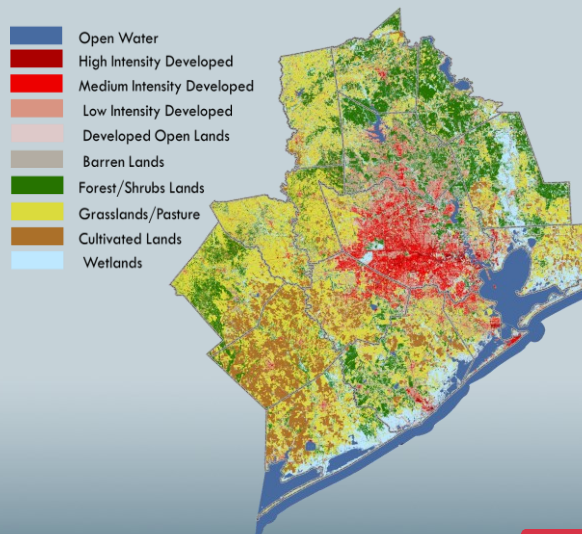 Open Water
High Intensity Developed
Medium Intensity Developed
Low Intensity Developed
Developed Open Lands
Barren Lands
Forest/Shrubs Lands
Grasslands/Pasture
Cultivated Lands
Wetlands